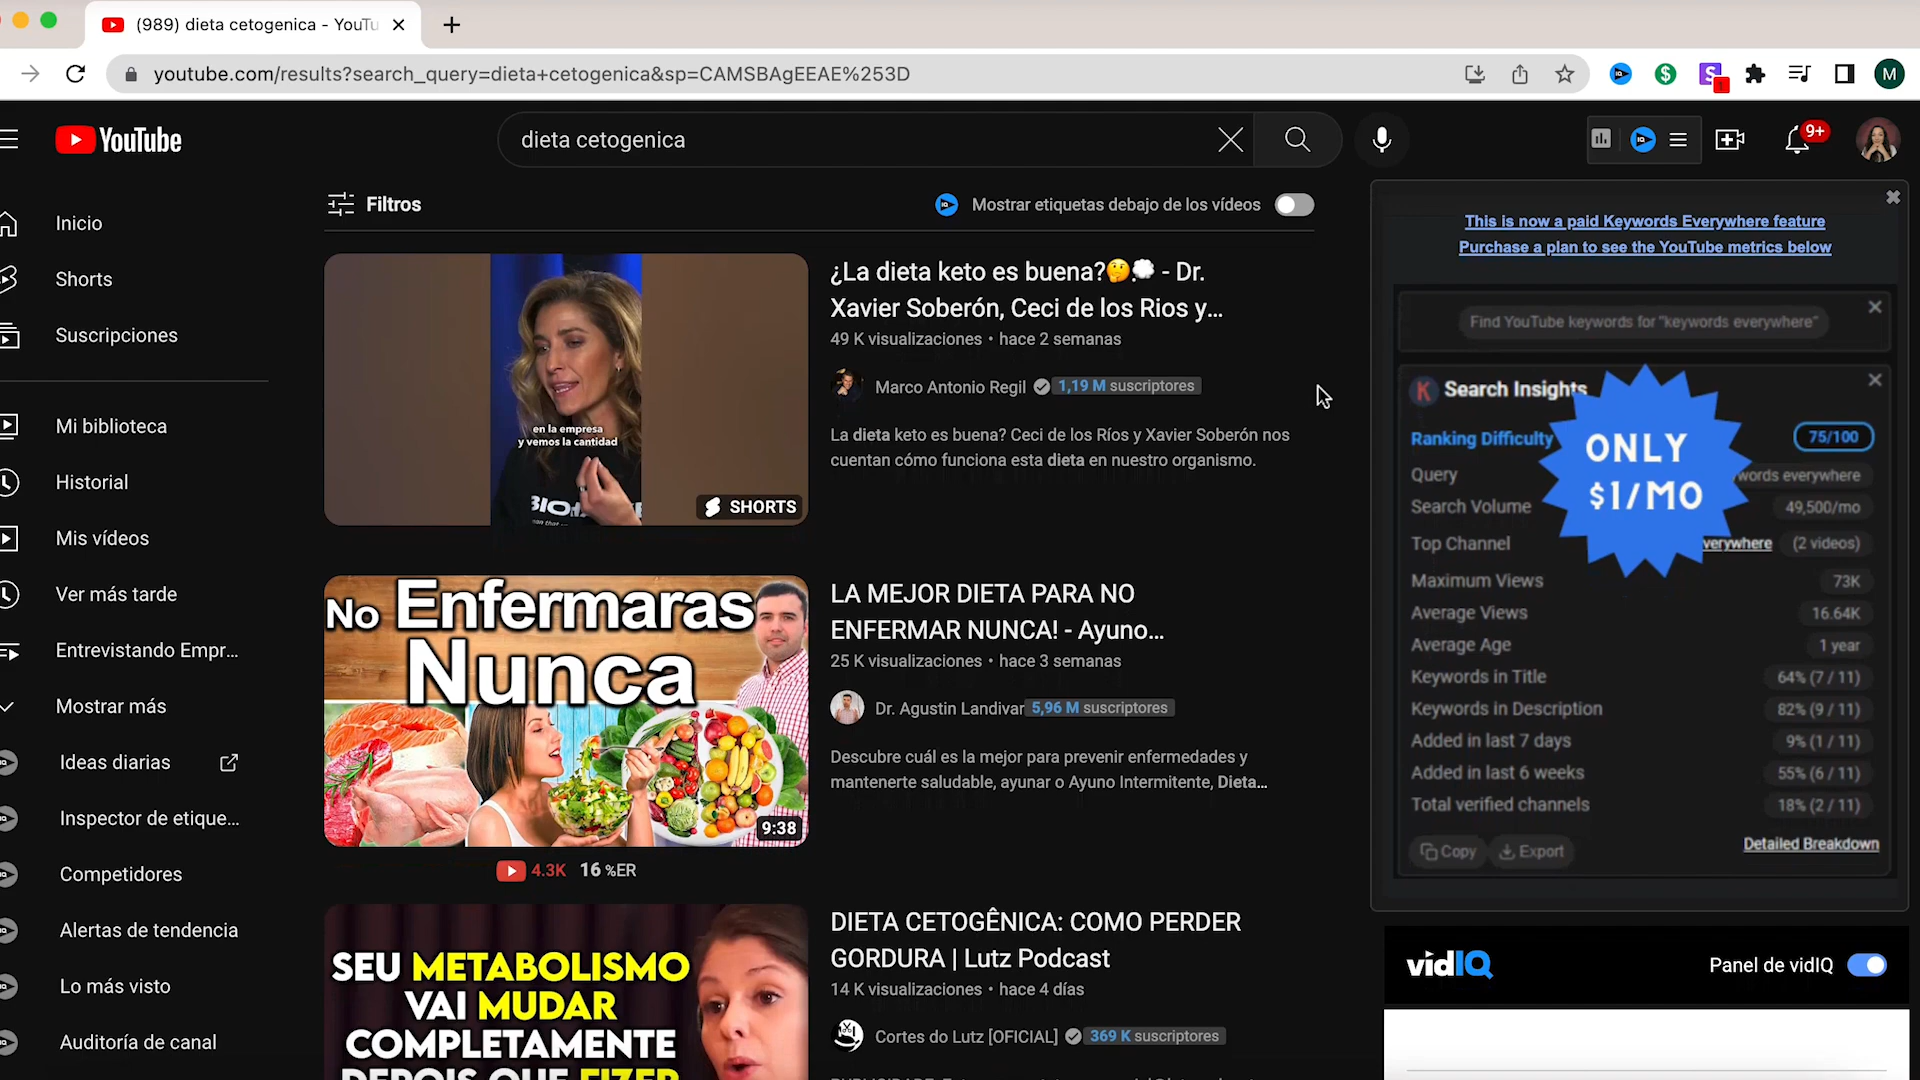 (989) dieta cetogenica - YouTu
youtube.com/results?search_query=dieta+cetogenica&sp=CAMSBAgEEAE%253D
M
YouTube
dieta cetogenica
9+
Filtros
Mostrar etiquetas debajo de los vídeos
Inicio
Shorts
Suscripciones
Mi biblioteca
Historial
Mis vídeos
Ver más tarde
Entrevistando Empr...
Mostrar más
Ideas diarias
Inspector de etique...
Competidores
Alertas de tendencia
Lo más visto
Auditoría de canal
en la empresa
y vemos la cantidad
SHORTS
¿La dieta keto es buena?🤔💭 - Dr.
Xavier Soberón, Ceci de los Rios y...
49 K visualizaciones • hace 2 semanas
Marco Antonio Regil 1,19 M suscriptores
La dieta keto es buena? Ceci de los Ríos y Xavier Soberón nos
cuentan cómo funciona esta dieta en nuestro organismo.
No Enfermaras
Nunca
9:38
4.3K 16 %ER
LA MEJOR DIETA PARA NO
ENFERMAR NUNCA! - Ayuno...
25 K visualizaciones • hace 3 semanas
Dr. Agustin Landivar 5,96 M suscriptores
Descubre cuál es la mejor para prevenir enfermedades y
mantenerte saludable, ayunar o Ayuno Intermitente, Dieta...
SEU METABOLISMO
VAI MUDAR
COMPLETAMENTE
DEPOIS QUE FIZER
DIETA CETOGÊNICA: COMO PERDER
GORDURA | Lutz Podcast
14 K visualizaciones • hace 4 días
Cortes do Lutz [OFICIAL] 369 K suscriptores
This is now a paid Keywords Everywhere feature
Purchase a plan to see the YouTube metrics below
Find YouTube keywords for "keywords everywhere"
K Search Insights
ONLY
$1/MO
Ranking Difficulty 75/100
Query words everywhere
Search Volume 49,500/mo
Top Channel verywhere (2 videos)
Maximum Views 73K
Average Views 16.64K
Average Age 1 year
Keywords in Title 64% (7 / 11)
Keywords in Description 82% (9 / 11)
Added in last 7 days 9% (1 / 11)
Added in last 6 weeks 55% (6 / 11)
Total verified channels 18% (2 / 11)
Copy Export Detailed Breakdown
vidIQ Panel de vidIQ